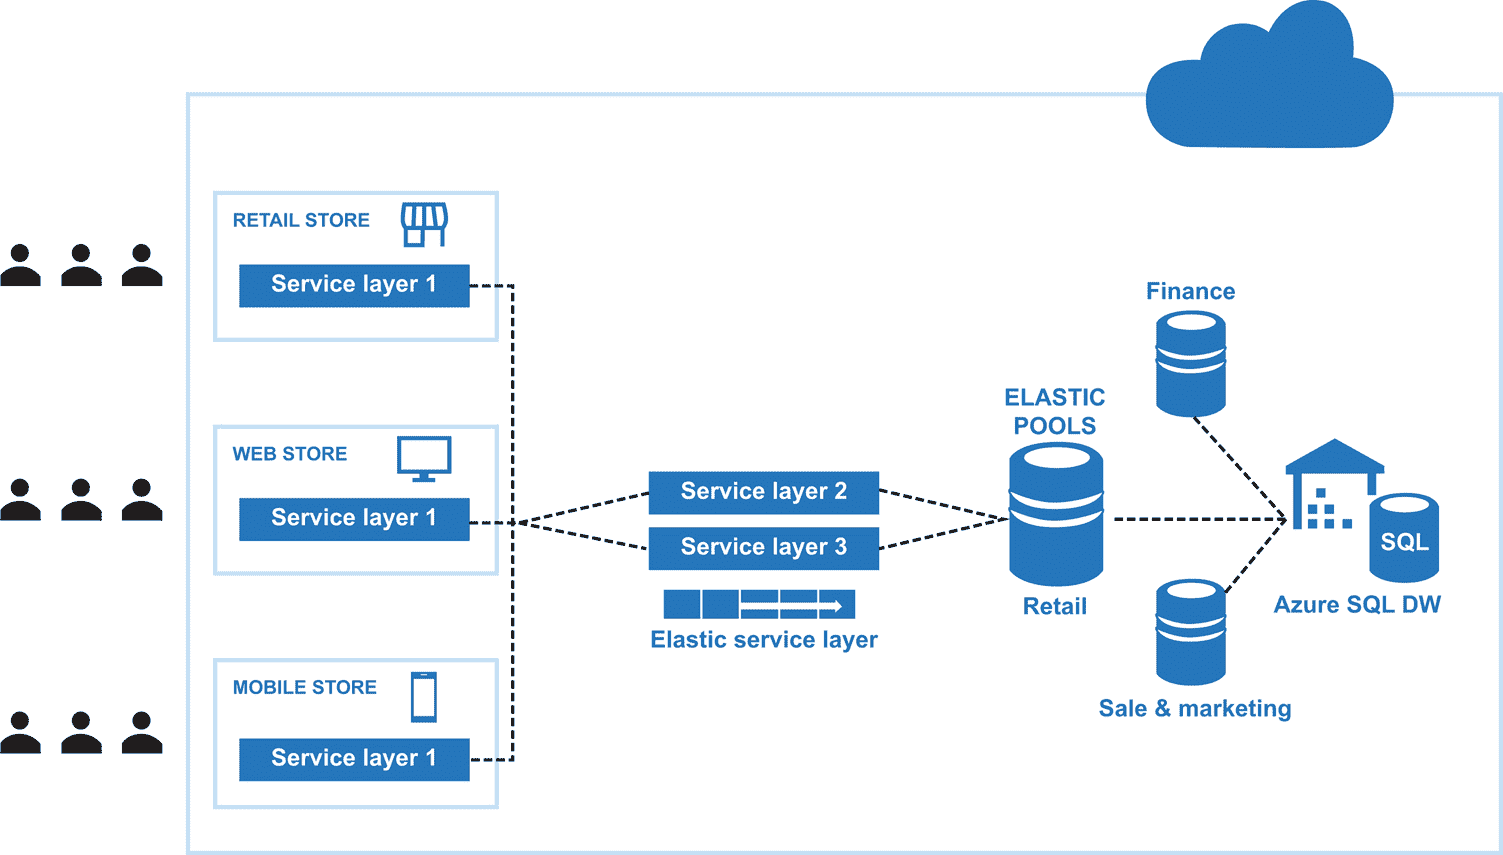 RETAIL STORE
Service layer 1
WEB STORE
Service layer 1
MOBILE STORE
Service layer 1
Service layer 2
Service layer 3
Elastic service layer
ELASTIC
POOLS
Retail
Finance
Sale & marketing
SQL
Azure SQL DW